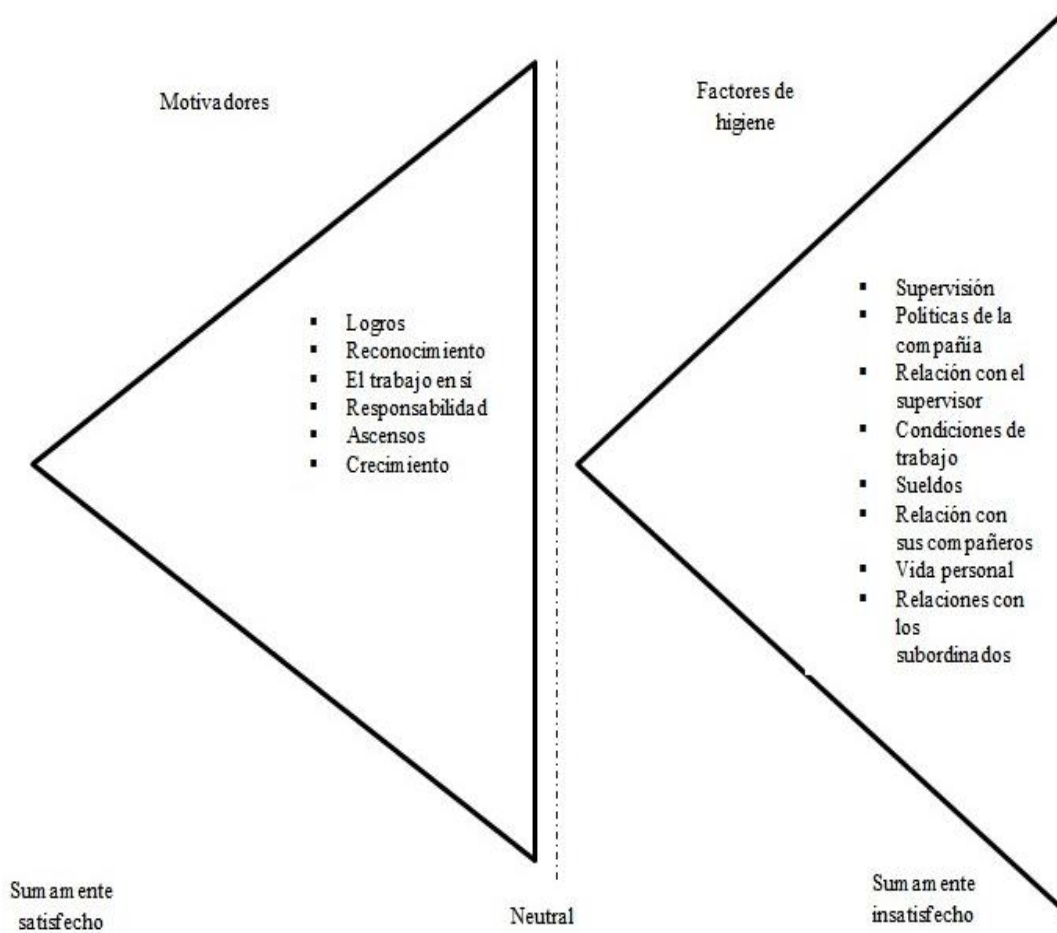 Motivadores
Factores de
higiene
▪ Logros
▪ Reconocimiento
▪ El trabajo en sí
▪ Responsabilidad
▪ Ascensos
▪ Crecimiento
▪ Supervisión
▪ Políticas de la
compañía
▪ Relación con el
supervisor
▪ Condiciones de
trabajo
▪ Sueldos
▪ Relación con
sus compañeros
▪ Vida personal
▪ Relaciones con
los
subordinados
Sumamente
satisfecho
Neutral
Sumamente
insatisfecho